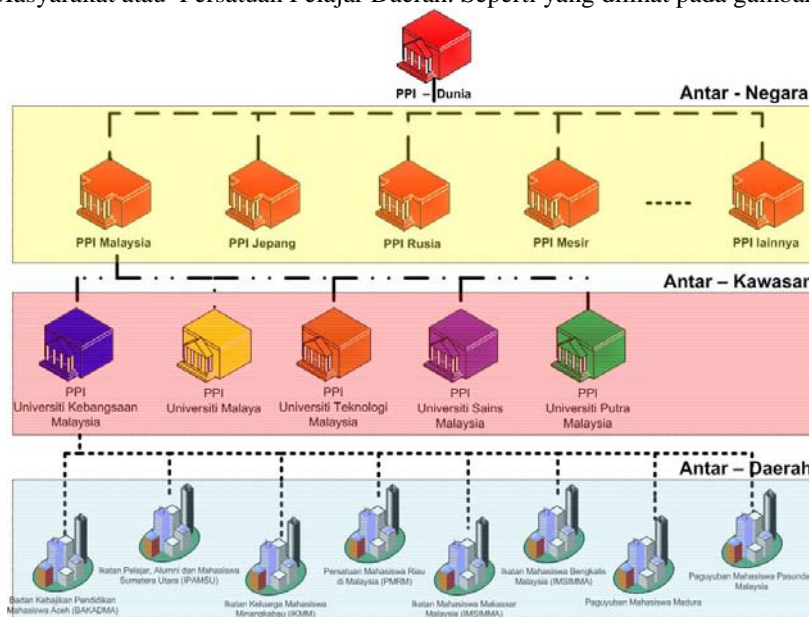 Masyarakat atau Persatuan Pelajar Daerah. Seperti yang dilihat pada gambar
PPI – Dunia
Antar - Negara
PPI Malaysia
PPI Jepang
PPI Rusia
PPI Mesir
PPI lainnya
Antar – Kawasan
PPI
Universiti Kebangsaan
Malaysia
PPI
Universiti Malaya
PPI
Universiti Teknologi
Malaysia
PPI
Universiti Sains
Malaysia
PPI
Universiti Putra
Malaysia
Antar – Daerah
Badan Kebajikan Pendidikan
Mahasiswa Aceh (BAKADMA)
Ikatan Pelajar, Alumni dan Mahasiswa
Sumatera Utara (IPAMSU)
Ikatan Keluarga Mahasiswa
Minangkabau (IKMM)
Persatuan Mahasiswa Riau
di Malaysia (PMRM)
Ikatan Mahasiswa Makassar
Malaysia (IMSIMMA)
Ikatan Mahasiswa Bengkalis
Malaysia (IMSIMMA)
Paguyuban Mahasiswa Madura
Paguyuban Mahasiswa Pasundan
Malaysia